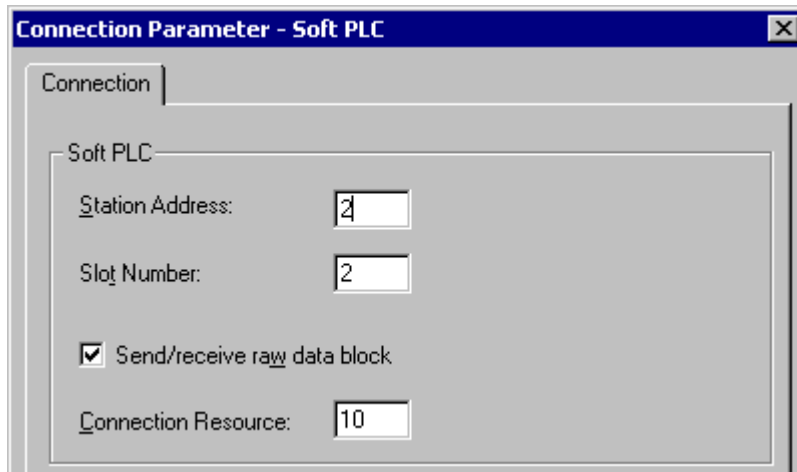 Connection Parameter - Soft PLC
Connection
Soft PLC
Station Address: 2
Slot Number: 2
Send/receive raw data block
Connection Resource: 10